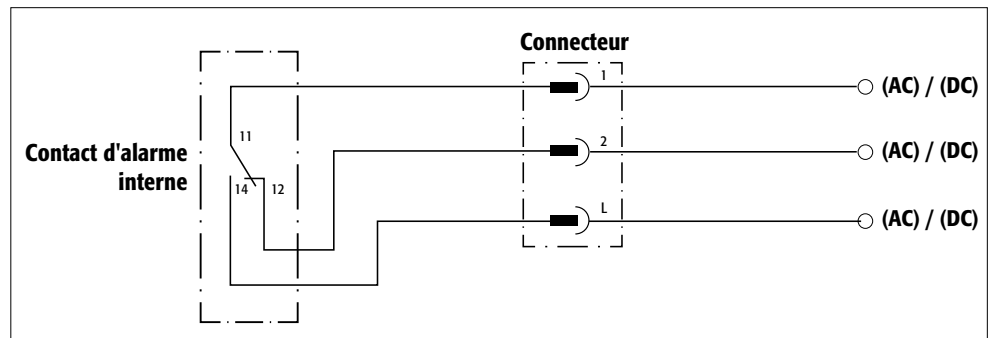 Connecteur
1
(AC) / (DC)
11
Contact d'alarme
interne
2
(AC) / (DC)
14
12
L
(AC) / (DC)